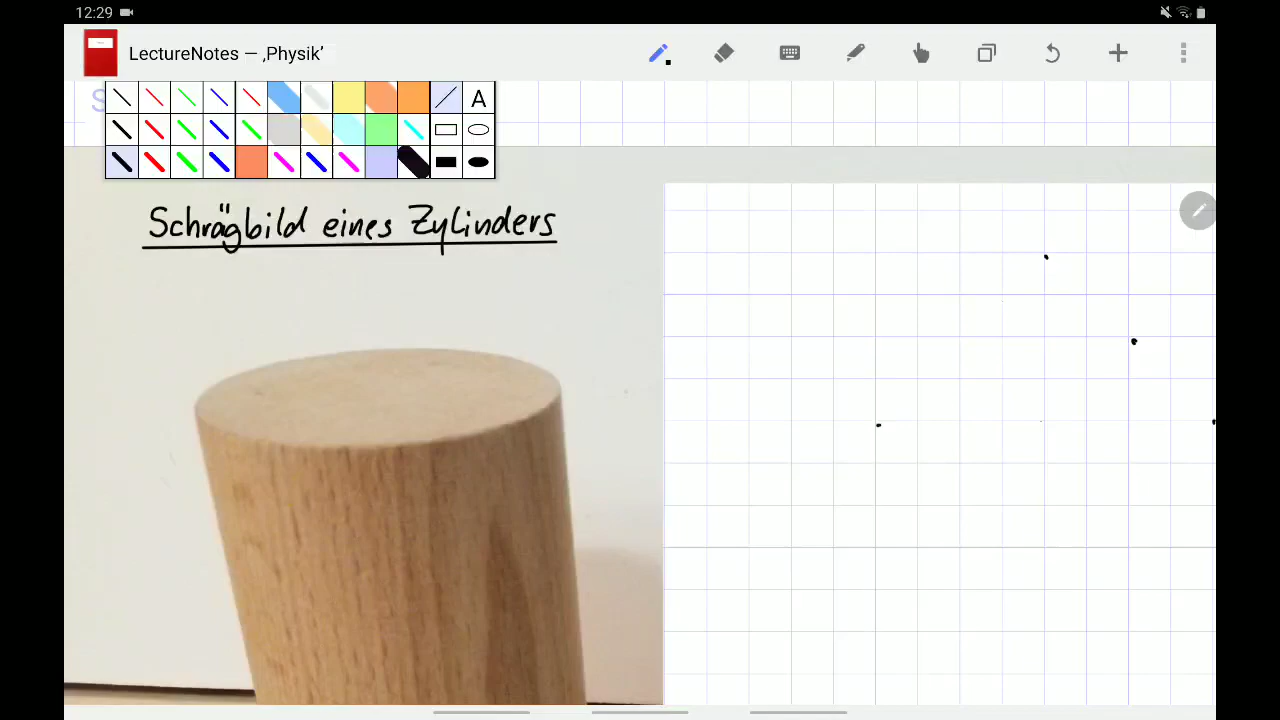 12:29
LectureNotes — ‚Physik’
S
A
Schrägbild eines Zylinders